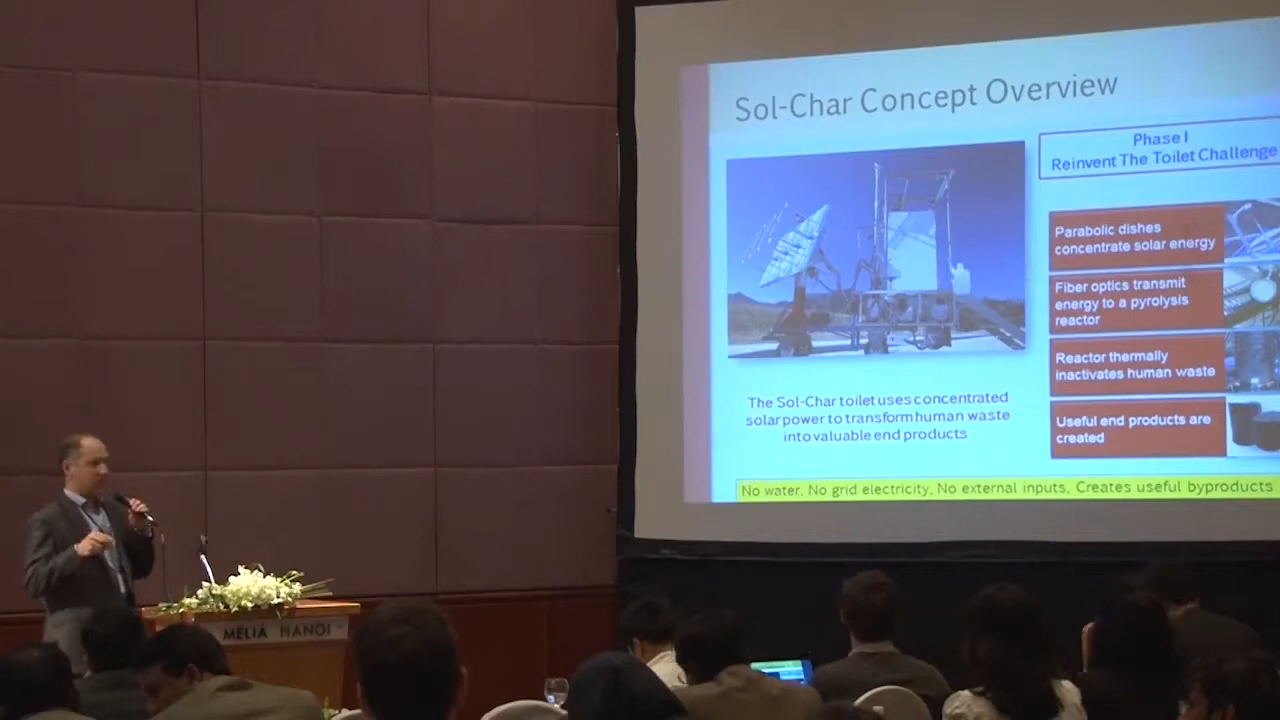 Sol-Char Concept Overview
Phase I
Reinvent The Toilet Challenge
Parabolic dishes
concentrate solar energy
Fiber optics transmit
energy to a pyrolysis
reactor
Reactor thermally
inactivates human waste
Useful end products are
created
The Sol-Char toilet uses concentrated
solar power to transform human waste
into valuable end products
No water, No grid electricity, No external inputs, Creates useful byproducts
MELIÁ HANOI